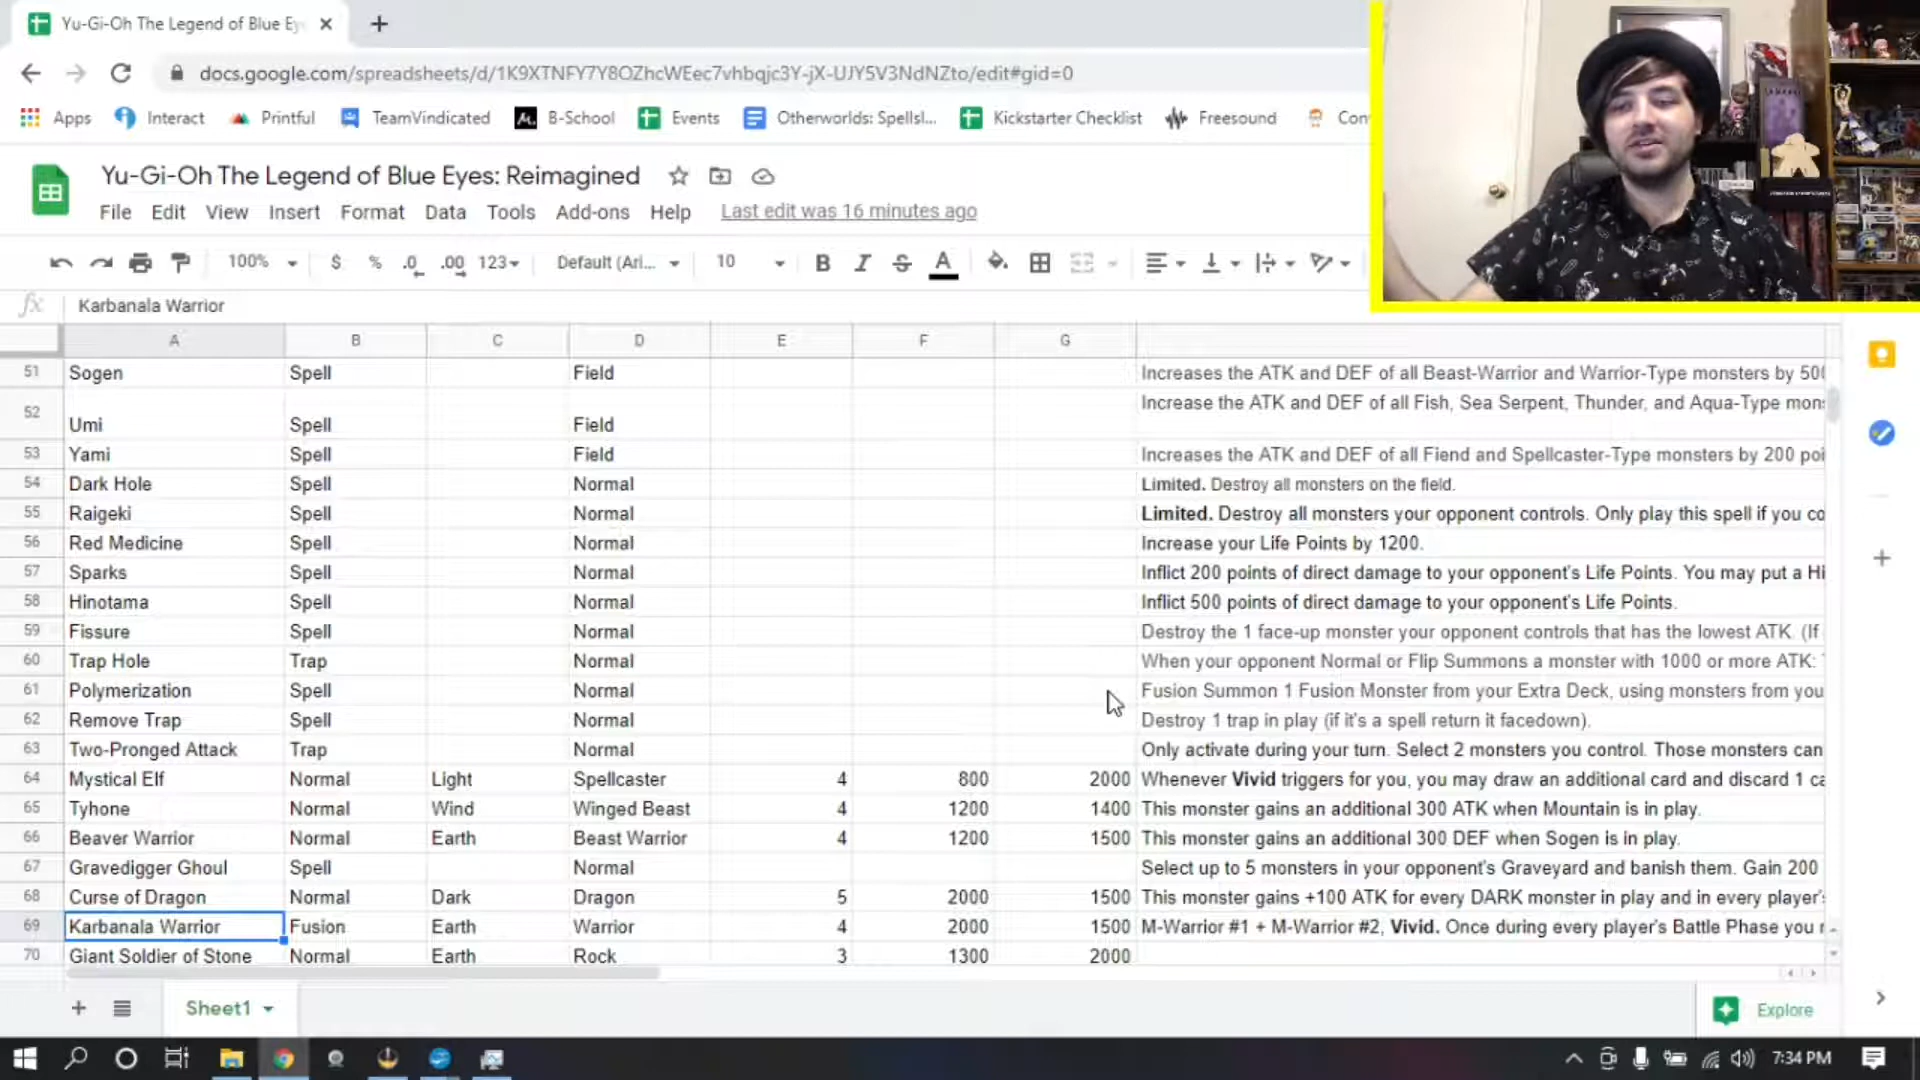 Yu-Gi-Oh The Legend of Blue Ey
docs.google.com/spreadsheets/d/1K9XTNFY7Y8OZhcWEec7vhbqjc3Y-jX-UJY5V3NdNZto/edit#gid=0
Apps Interact Printful TeamVindicated B-School Events Otherworlds: Spellsl... Kickstarter Checklist Freesound Con
Yu-Gi-Oh The Legend of Blue Eyes: Reimagined
File Edit View Insert Format Data Tools Add-ons Help Last edit was 16 minutes ago
100% $ % .0 .00 123 Default (Ari... 10 B I S A
fx Karbanala Warrior
A B C D E F G
51 Sogen Spell Field Increases the ATK and DEF of all Beast-Warrior and Warrior-Type monsters by 500
52 Umi Spell Field Increase the ATK and DEF of all Fish, Sea Serpent, Thunder, and Aqua-Type mons
53 Yami Spell Field Increases the ATK and DEF of all Fiend and Spellcaster-Type monsters by 200 poi
54 Dark Hole Spell Normal Limited. Destroy all monsters on the field.
55 Raigeki Spell Normal Limited. Destroy all monsters your opponent controls. Only play this spell if you co
56 Red Medicine Spell Normal Increase your Life Points by 1200.
57 Sparks Spell Normal Inflict 200 points of direct damage to your opponent's Life Points. You may put a Hi
58 Hinotama Spell Normal Inflict 500 points of direct damage to your opponent's Life Points.
59 Fissure Spell Normal Destroy the 1 face-up monster your opponent controls that has the lowest ATK. (If
60 Trap Hole Trap Normal When your opponent Normal or Flip Summons a monster with 1000 or more ATK:
61 Polymerization Spell Normal Fusion Summon 1 Fusion Monster from your Extra Deck, using monsters from you
62 Remove Trap Spell Normal Destroy 1 trap in play (if it's a spell return it facedown).
63 Two-Pronged Attack Trap Normal Only activate during your turn. Select 2 monsters you control. Those monsters can
64 Mystical Elf Normal Light Spellcaster 4 800 2000 Whenever Vivid triggers for you, you may draw an additional card and discard 1 ca
65 Tyhone Normal Wind Winged Beast 4 1200 1400 This monster gains an additional 300 ATK when Mountain is in play.
66 Beaver Warrior Normal Earth Beast Warrior 4 1200 1500 This monster gains an additional 300 DEF when Sogen is in play.
67 Gravedigger Ghoul Spell Normal Select up to 5 monsters in your opponent's Graveyard and banish them. Gain 200
68 Curse of Dragon Normal Dark Dragon 5 2000 1500 This monster gains +100 ATK for every DARK monster in play and in every player's
69 Karbanala Warrior Fusion Earth Warrior 4 2000 1500 M-Warrior #1 + M-Warrior #2, Vivid. Once during every player's Battle Phase you
70 Giant Soldier of Stone Normal Earth Rock 3 1300 2000
Sheet1 Explore
7:34 PM